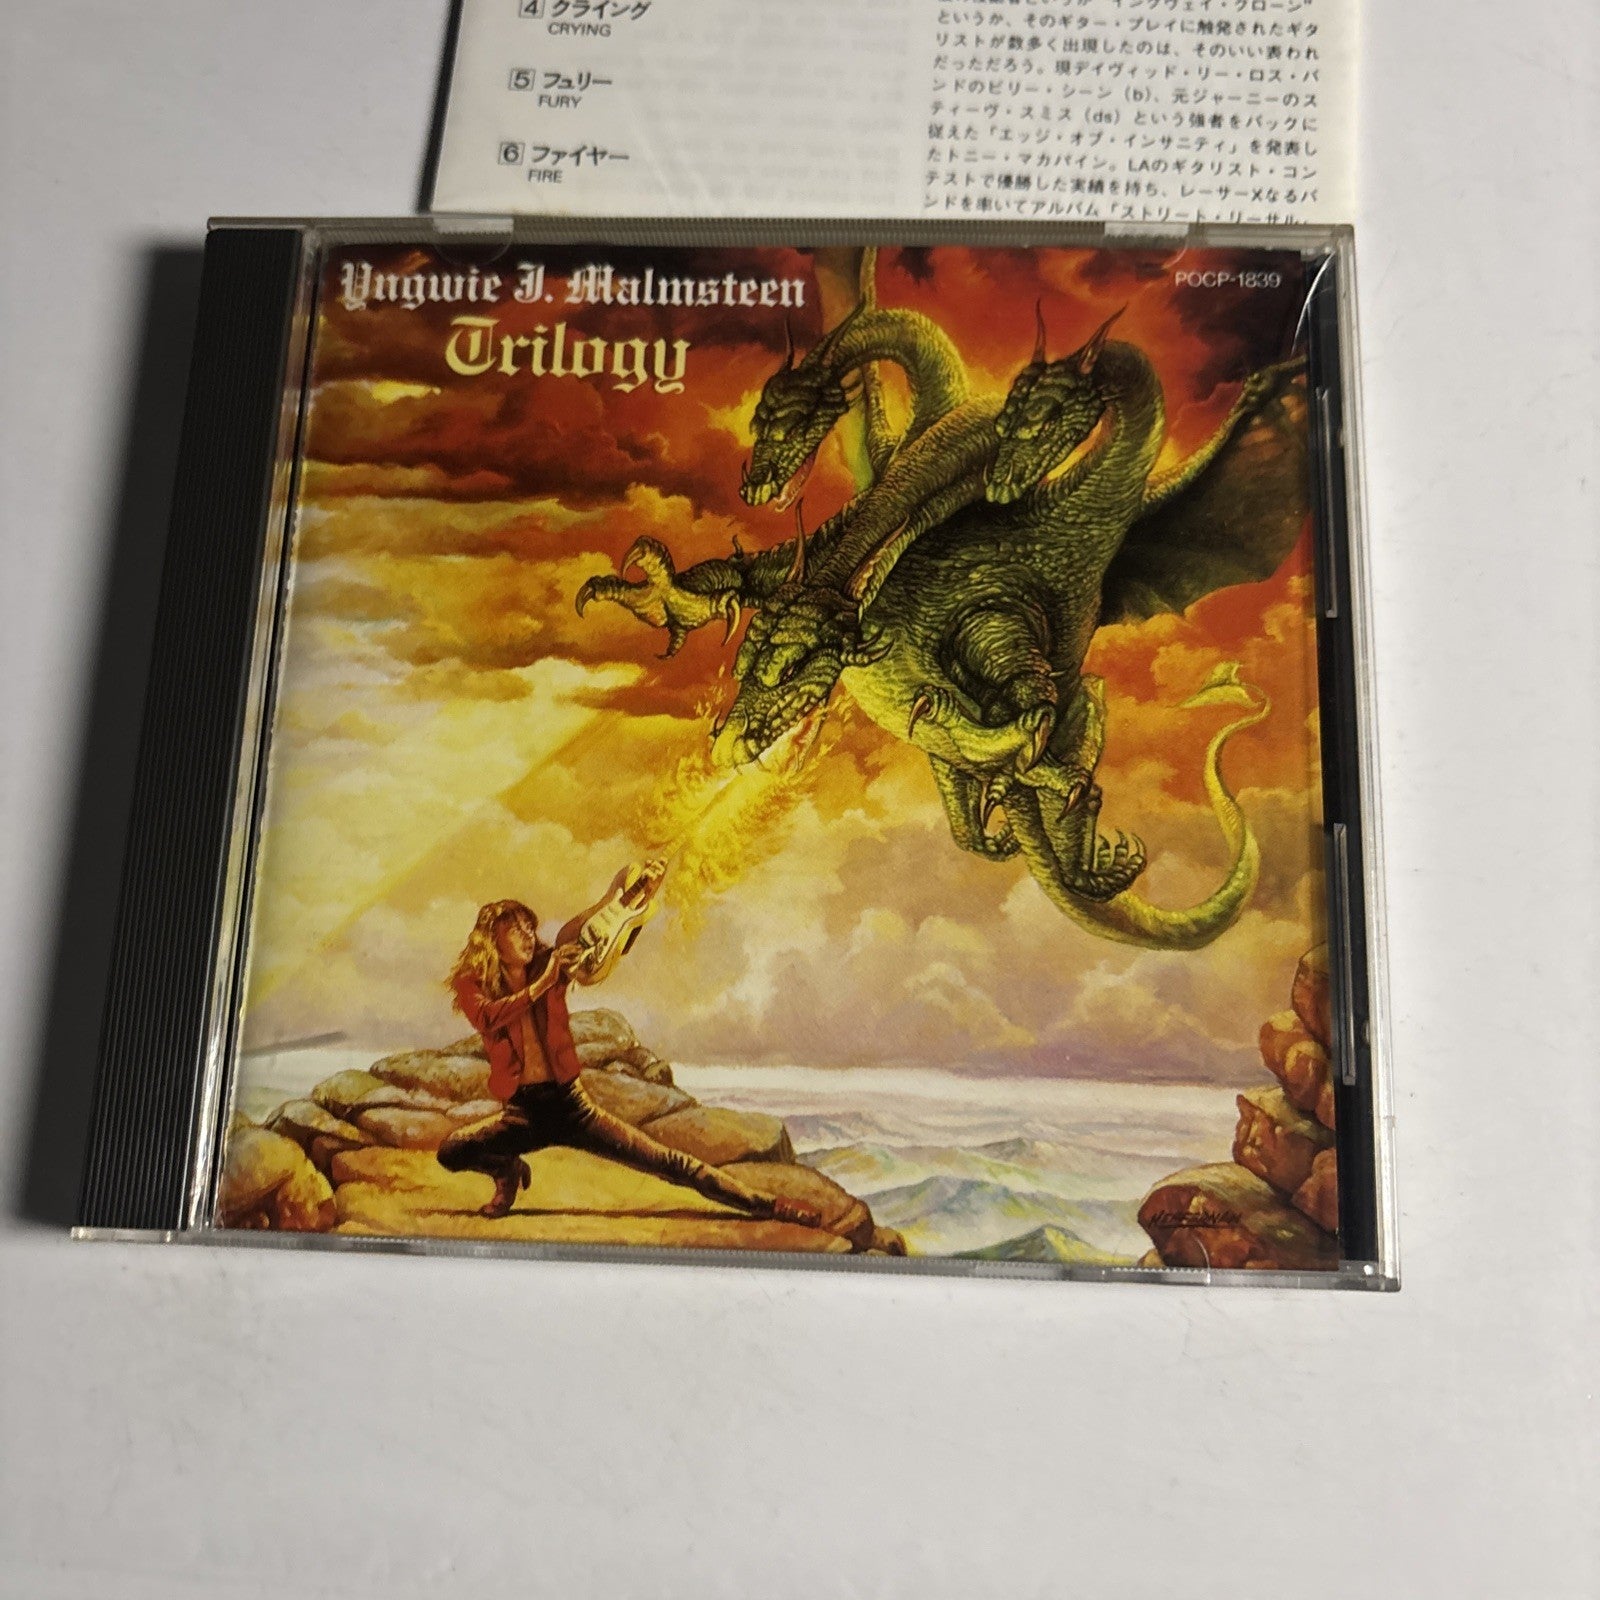 4 クライング
CRYING
5 フュリー
FURY
6 ファイヤー
FIRE
というか、そのギター・プレイに触発されたギタ
リストが数多く出現したのは、そのいい表われ
だっただろう。現デイヴィッド・リー・ロス・バ
ンドのビリー・シーン (b)、元ジャーニーのス
ティーヴ・スミス (ds) という強者をバックに
従えた「エッジ・オブ・インサニティ」を発表し
たトニー・マカパイン。LAのギタリスト・コン
テストで優勝した実績を持ち、レーサーXなるバ
ンドを率いてアルバム「ストリート・リーサル」
Yngwie J. Malmsteen
Trilogy
POCP-1839
HEFFERNAN